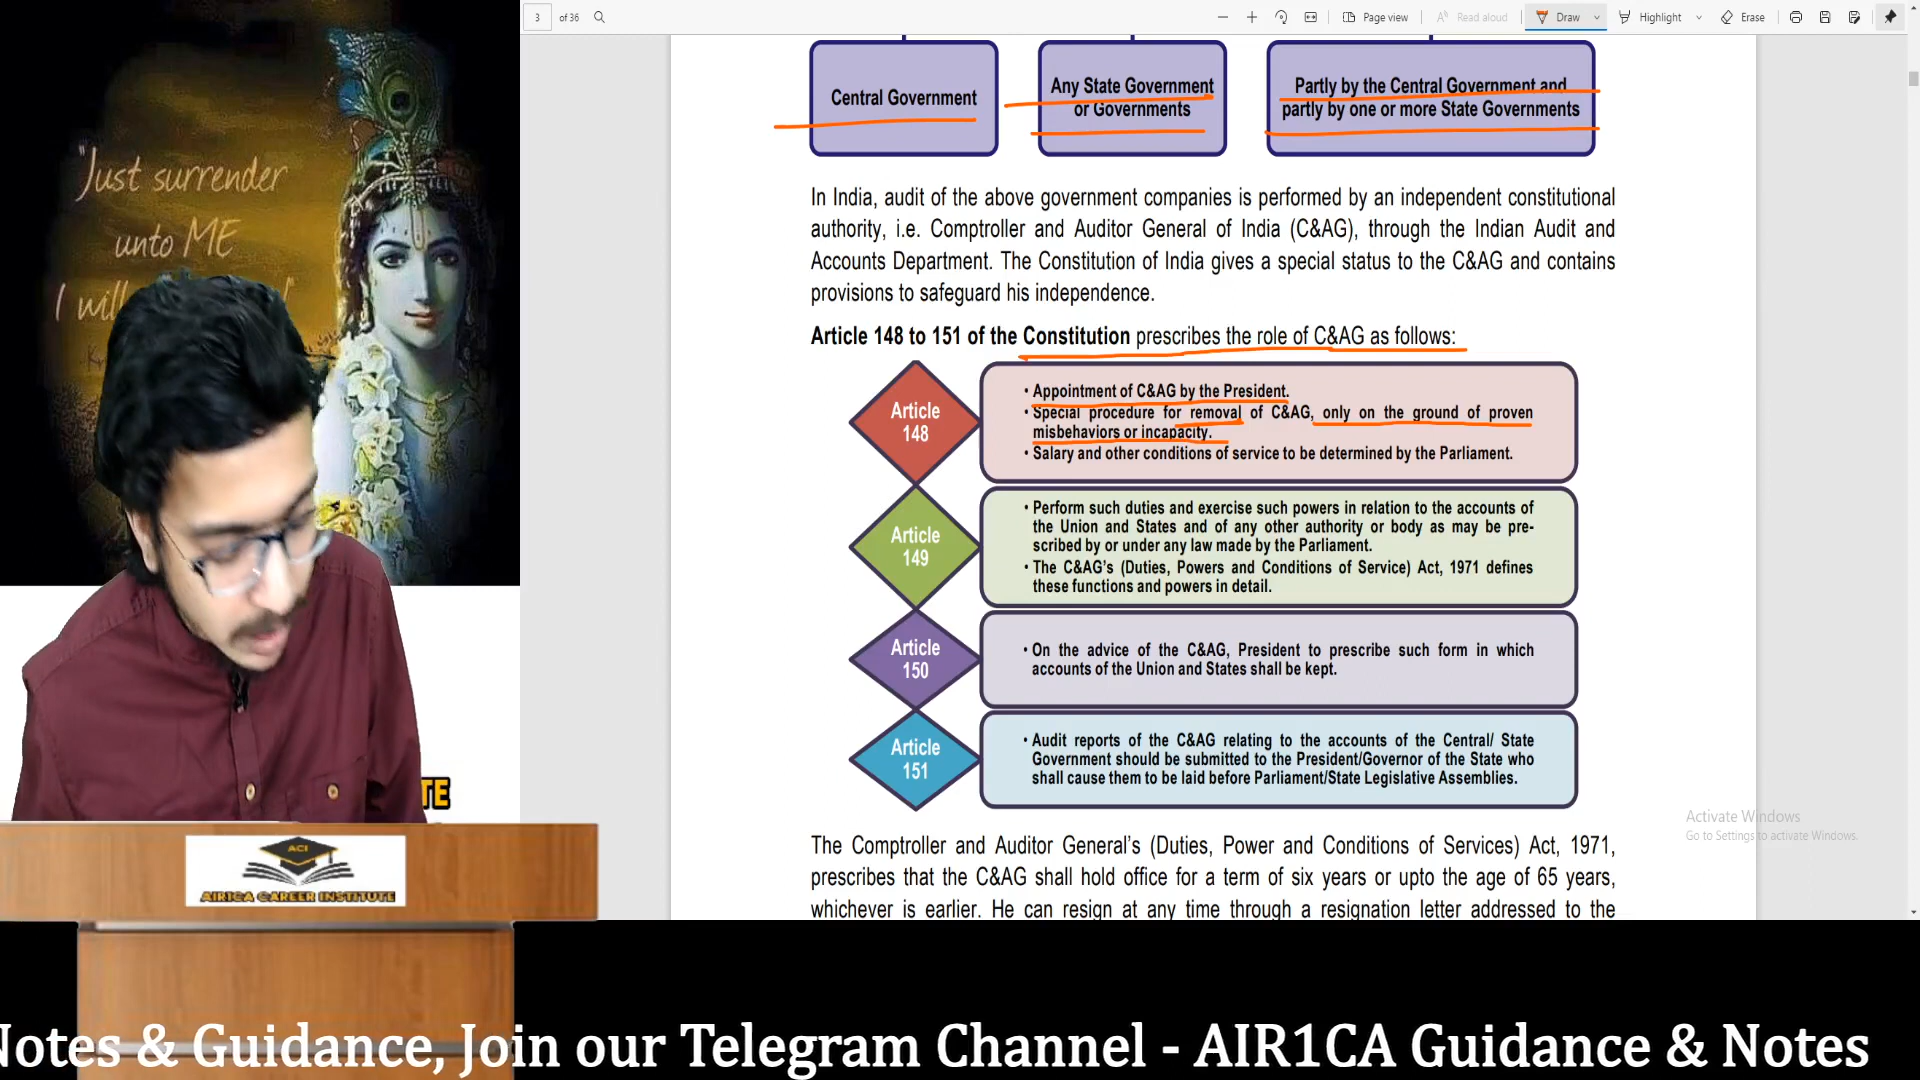 3 of 36
Page view
Read aloud
Draw
Highlight
Erase
"Just surrender
unto ME
I will
Central Government
Any State Government
or Governments
Partly by the Central Government and
partly by one or more State Governments
In India, audit of the above government companies is performed by an independent constitutional
authority, i.e. Comptroller and Auditor General of India (C&AG), through the Indian Audit and
Accounts Department. The Constitution of India gives a special status to the C&AG and contains
provisions to safeguard his independence.
Article 148 to 151 of the Constitution prescribes the role of C&AG as follows:
Article
148
• Appointment of C&AG by the President.
• Special procedure for removal of C&AG, only on the ground of proven
misbehaviors or incapacity.
• Salary and other conditions of service to be determined by the Parliament.
Article
149
• Perform such duties and exercise such powers in relation to the accounts of
the Union and States and of any other authority or body as may be pre-
scribed by or under any law made by the Parliament.
• The C&AG's (Duties, Powers and Conditions of Service) Act, 1971 defines
these functions and powers in detail.
Article
150
• On the advice of the C&AG, President to prescribe such form in which
accounts of the Union and States shall be kept.
Article
151
• Audit reports of the C&AG relating to the accounts of the Central/ State
Government should be submitted to the President/Governor of the State who
shall cause them to be laid before Parliament/State Legislative Assemblies.
The Comptroller and Auditor General's (Duties, Power and Conditions of Services) Act, 1971,
prescribes that the C&AG shall hold office for a term of six years or upto the age of 65 years,
whichever is earlier. He can resign at any time through a resignation letter addressed to the
Activate Windows
Go to Settings to activate Windows.
TE
ACI
AIR1CA CAREER INSTITUTE
Notes & Guidance, Join our Telegram Channel - AIR1CA Guidance & Notes